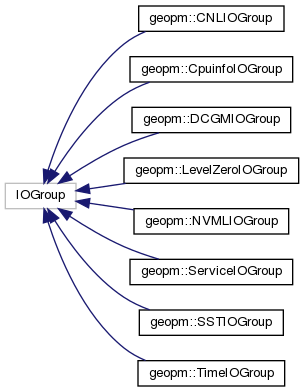 geopm::CNLIOGroup
geopm::CpuinfoIOGroup
geopm::DCGMIOGroup
geopm::LevelZeroIOGroup
IOGroup
geopm::NVMLIOGroup
geopm::ServiceIOGroup
geopm::SSTIOGroup
geopm::TimeIOGroup